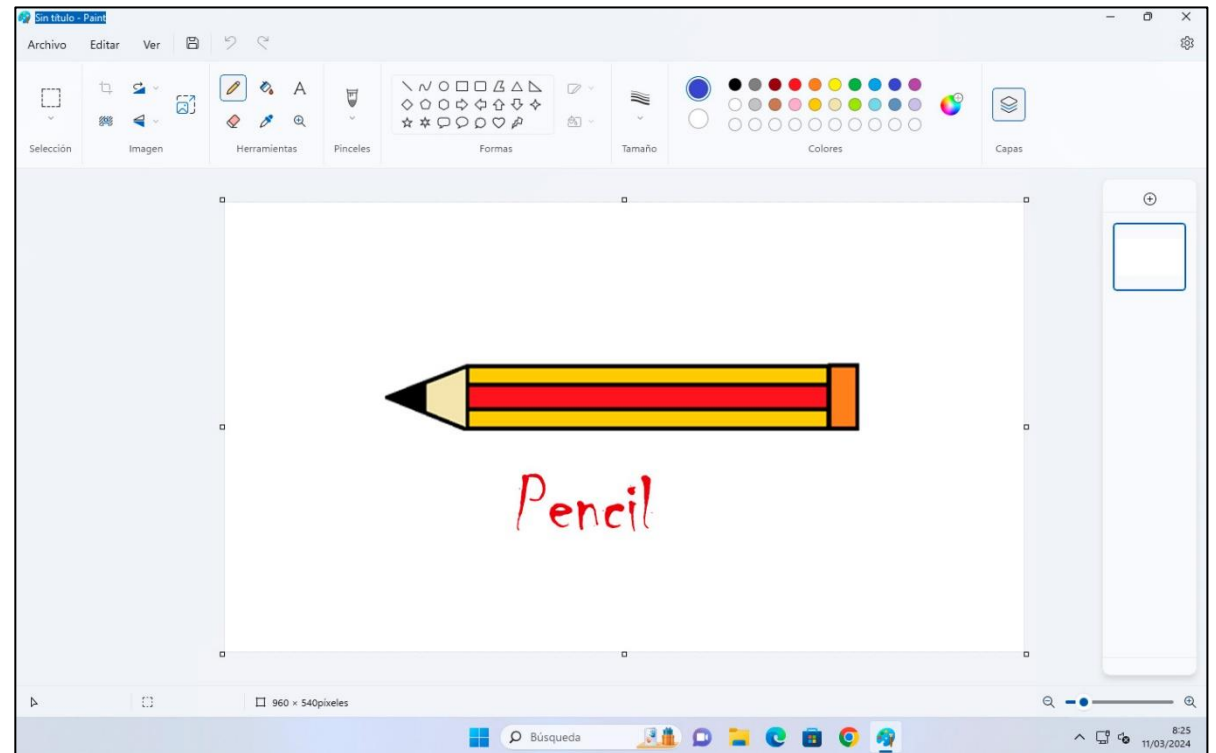 Sin título - Paint
Archivo Editar Ver
A
Selección Imagen Herramientas Pinceles Formas Tamaño Colores Capas
Pencil
960 × 540píxeles
Búsqueda
8:25
11/03/2024